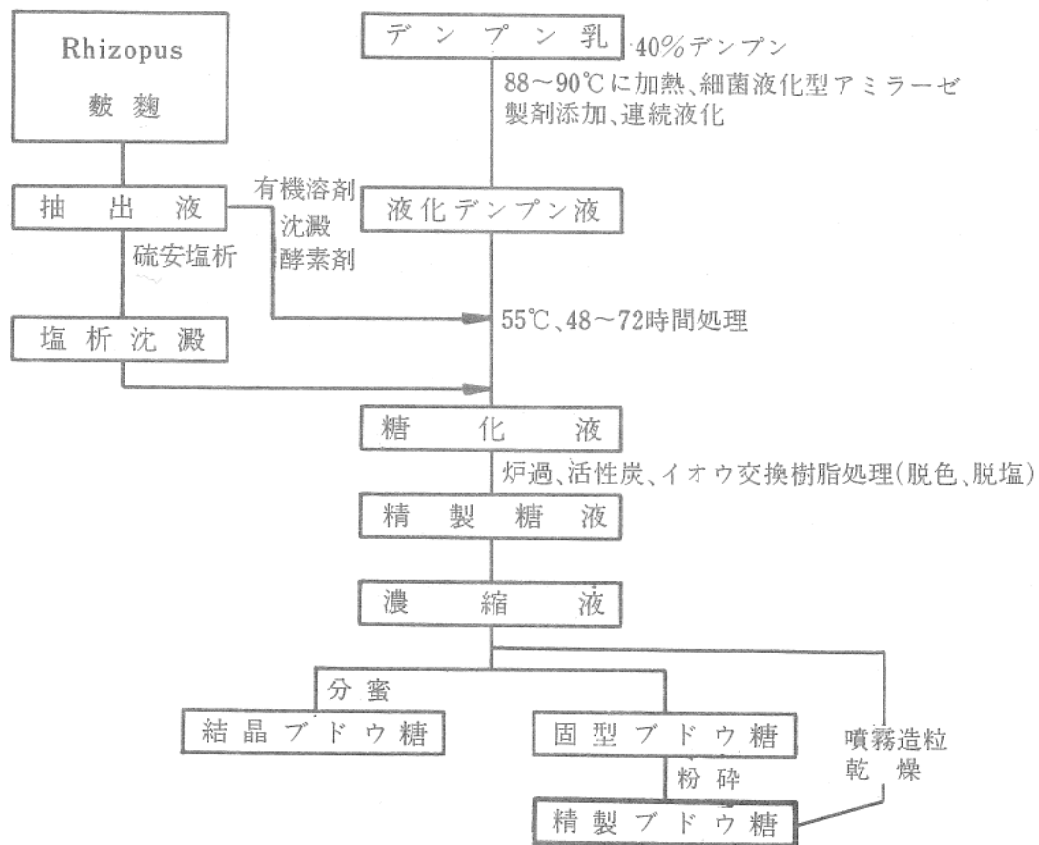 Rhizopus
麩麹
抽出液
硫安塩析
塩析沈澱
有機溶剤
沈澱
酵素剤
デンプン乳
40%デンプン
88~90℃に加熱、細菌液化型アミラーゼ
製剤添加、連続液化
液化デンプン液
55℃、48~72時間処理
糖化液
炉過、活性炭、イオウ交換樹脂処理(脱色、脱塩)
精製糖液
濃縮液
分蜜
結晶ブドウ糖
固型ブドウ糖
粉砕
精製ブドウ糖
噴霧造粒
乾燥